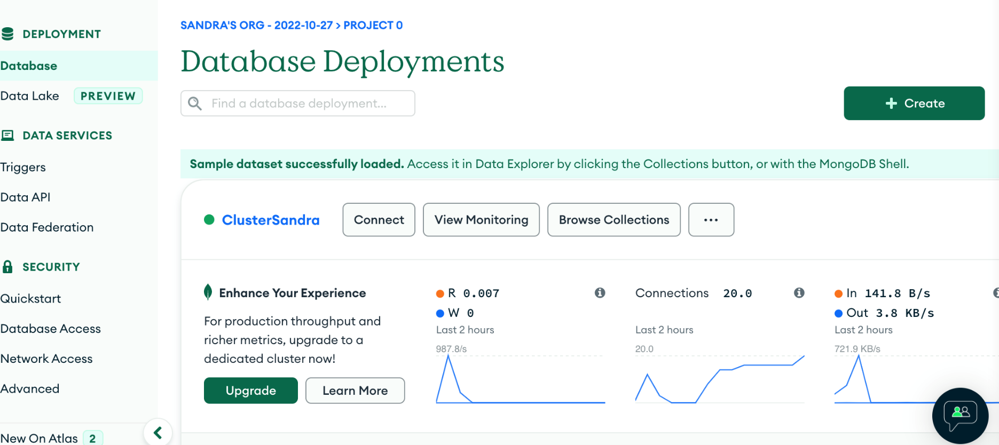 DEPLOYMENT
Database
Data Lake PREVIEW
DATA SERVICES
Triggers
Data API
Data Federation
SECURITY
Quickstart
Database Access
Network Access
Advanced
New On Atlas 2
SANDRA'S ORG - 2022-10-27 > PROJECT 0
Database Deployments
Find a database deployment...
+ Create
Sample dataset successfully loaded. Access it in Data Explorer by clicking the Collections button, or with the MongoDB Shell.
ClusterSandra Connect View Monitoring Browse Collections ...
Enhance Your Experience
For production throughput and
richer metrics, upgrade to a
dedicated cluster now!
Upgrade Learn More
R 0.007
W 0
Last 2 hours
987.8/s
Connections 20.0
Last 2 hours
20.0
In 141.8 B/s
Out 3.8 KB/s
Last 2 hours
721.9 KB/s